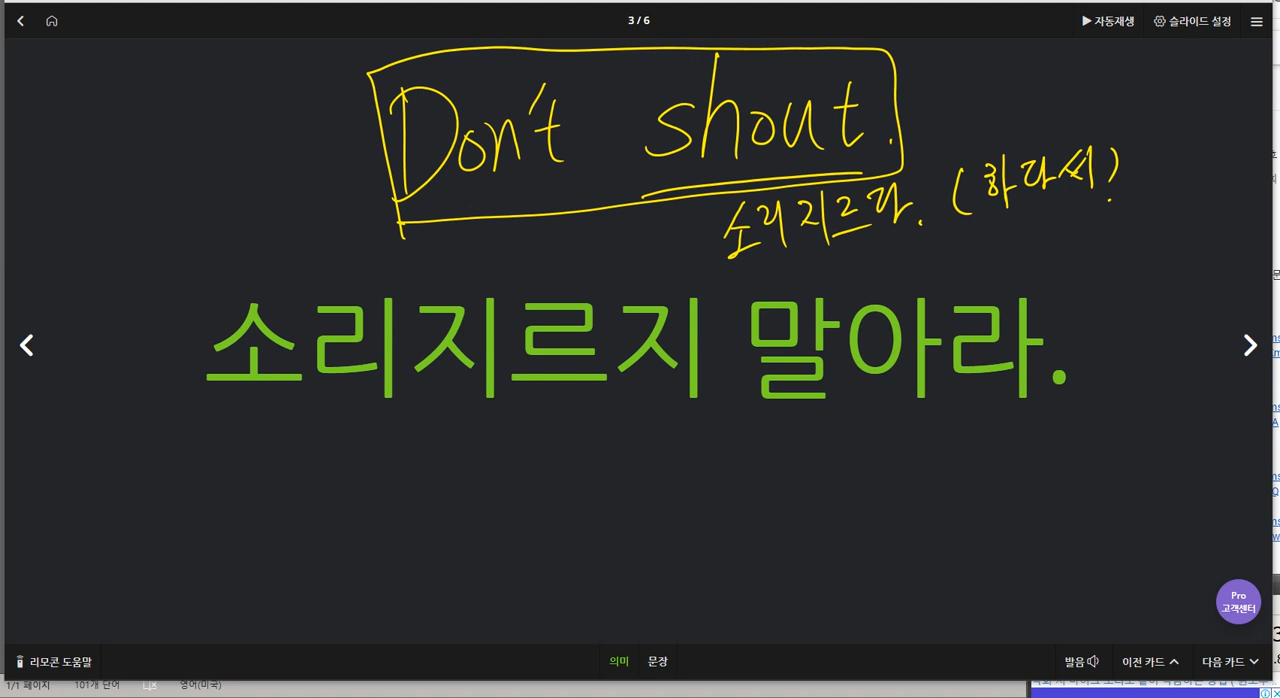 3 / 6
자동재생
슬라이드 설정
Don't shout.
소리지르다. (화나서)
소리지르지 말아라.
Pro
고객센터
리모콘 도움말
의미
문장
발음
이전 카드
다음 카드
1/1 페이지
101개 단어
영어(미국)